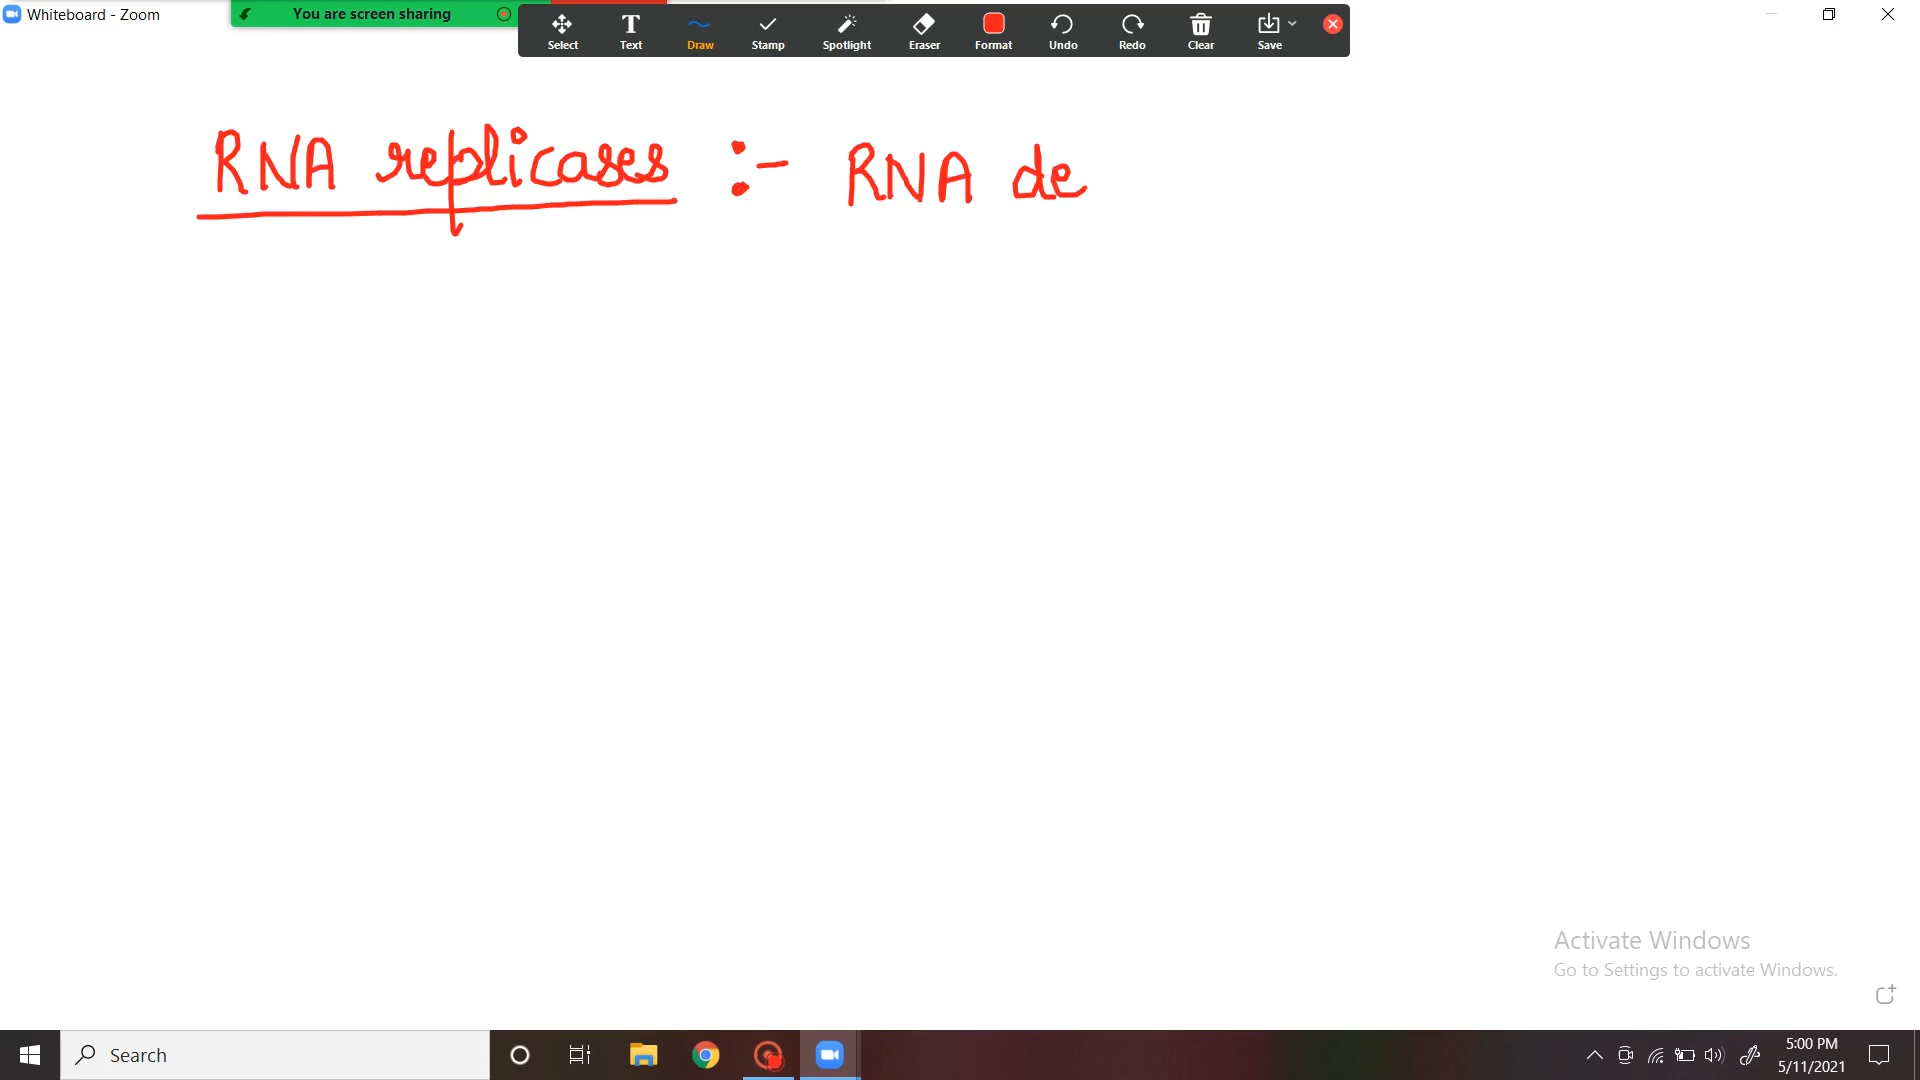 Whiteboard - Zoom
You are screen sharing
Select Text Draw Stamp Spotlight Eraser Format Undo Redo Clear Save
RNA replicases :- RNA de
Activate Windows
Go to Settings to activate Windows.
Search
5:00 PM
5/11/2021